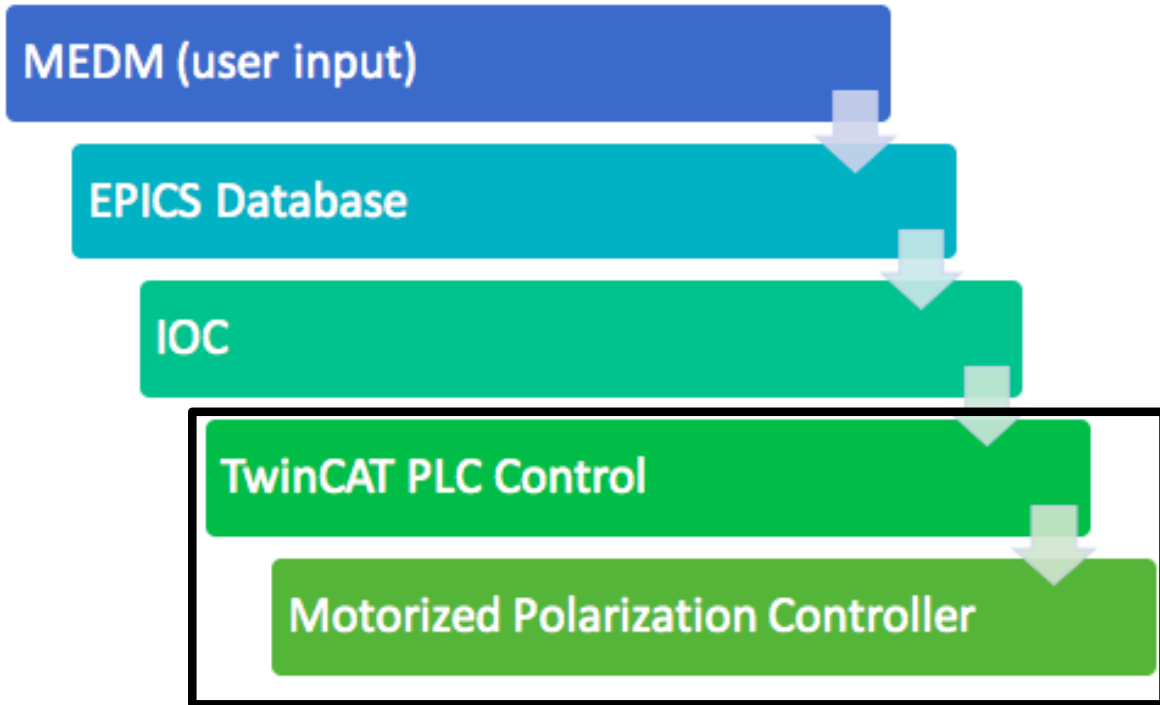 MEDM (user input)
EPICS Database
IOC
TwinCAT PLC Control
Motorized Polarization Controller